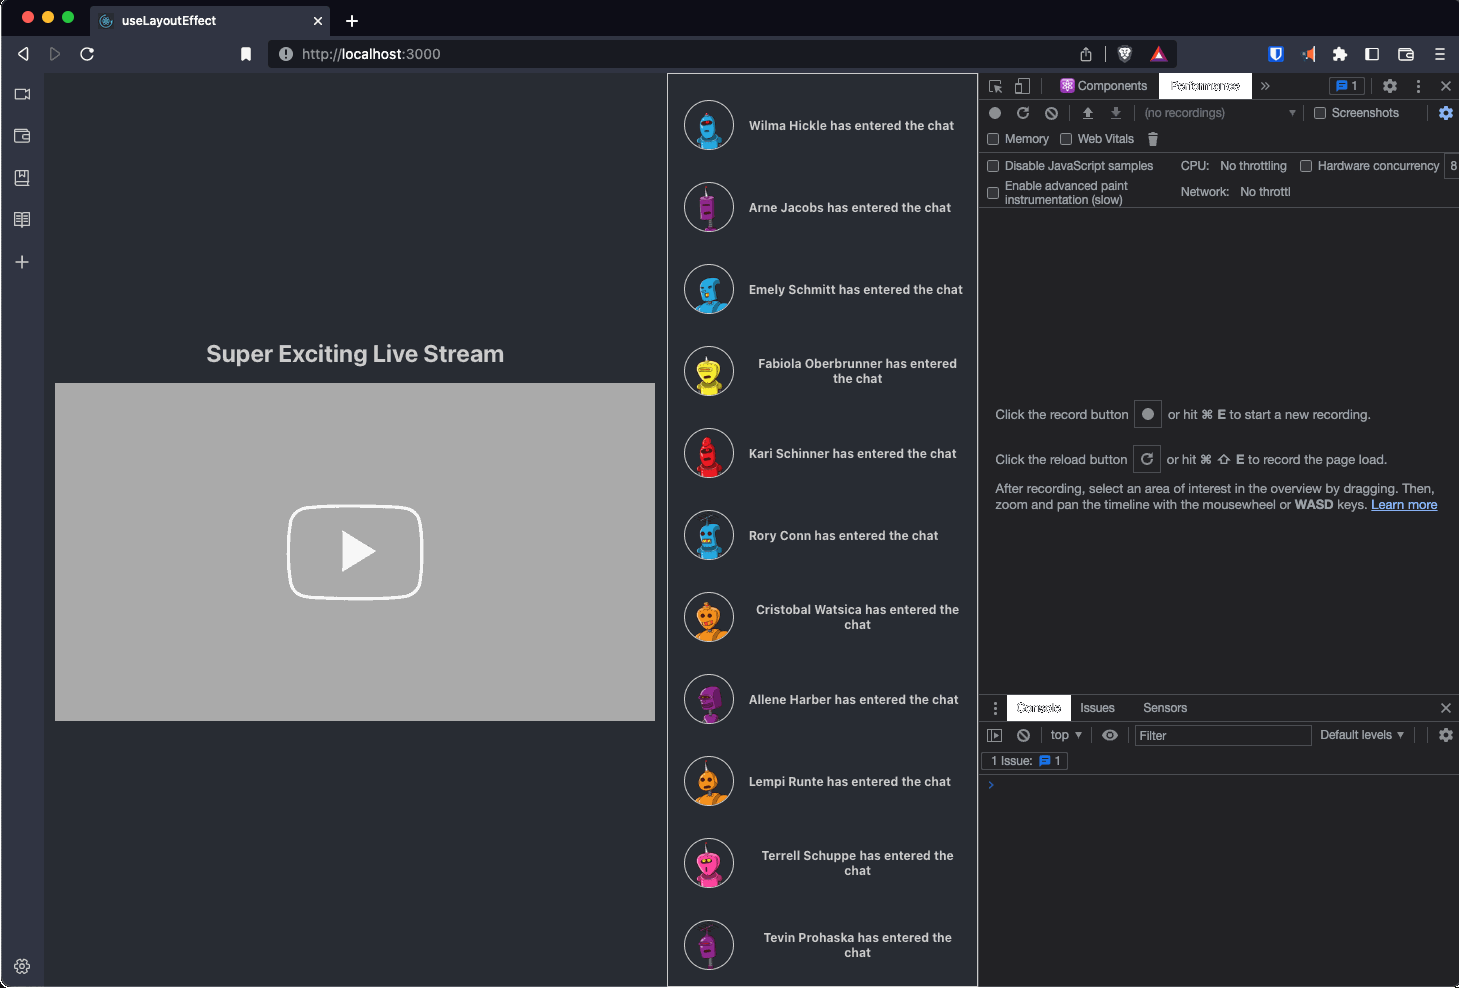 useLayoutEffect
http://localhost:3000
Super Exciting Live Stream
Wilma Hickle has entered the chat
Arne Jacobs has entered the chat
Emely Schmitt has entered the chat
Fabiola Oberbrunner has entered
the chat
Kari Schinner has entered the chat
Rory Conn has entered the chat
Cristobal Watsica has entered the
chat
Allene Harber has entered the chat
Lempi Runte has entered the chat
Terrell Schuppe has entered the
chat
Tevin Prohaska has entered the
chat
Components Performance » 1
(no recordings) Screenshots
Memory Web Vitals
Disable JavaScript samples CPU: No throttling Hardware concurrency 8
Enable advanced paint
instrumentation (slow) Network: No throttl
Click the record button or hit ⌘ E to start a new recording.
Click the reload button or hit ⌘ ⇧ E to record the page load.
After recording, select an area of interest in the overview by dragging. Then,
zoom and pan the timeline with the mousewheel or WASD keys. Learn more
Console Issues Sensors
top Filter Default levels
1 Issue: 1